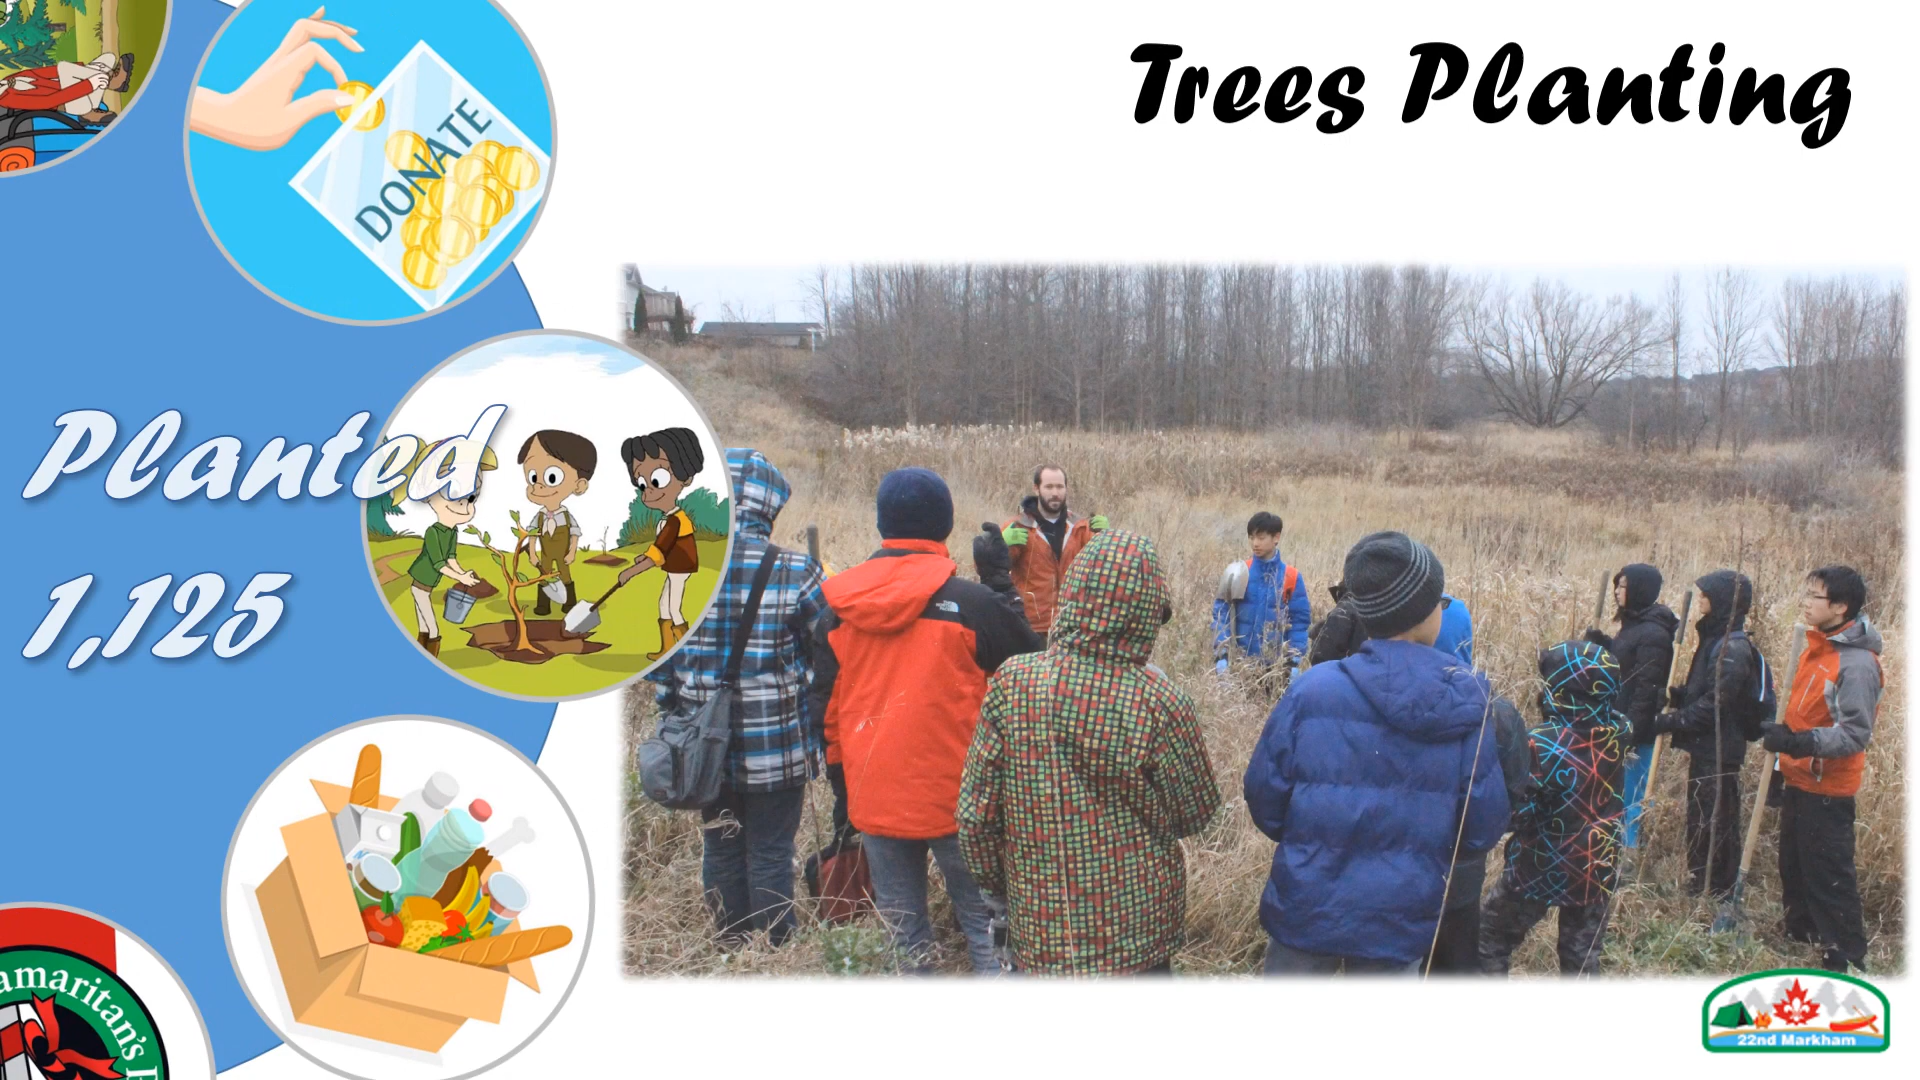 Trees Planting
DONATE
Planted
1,125
amaritan's
22nd Markham